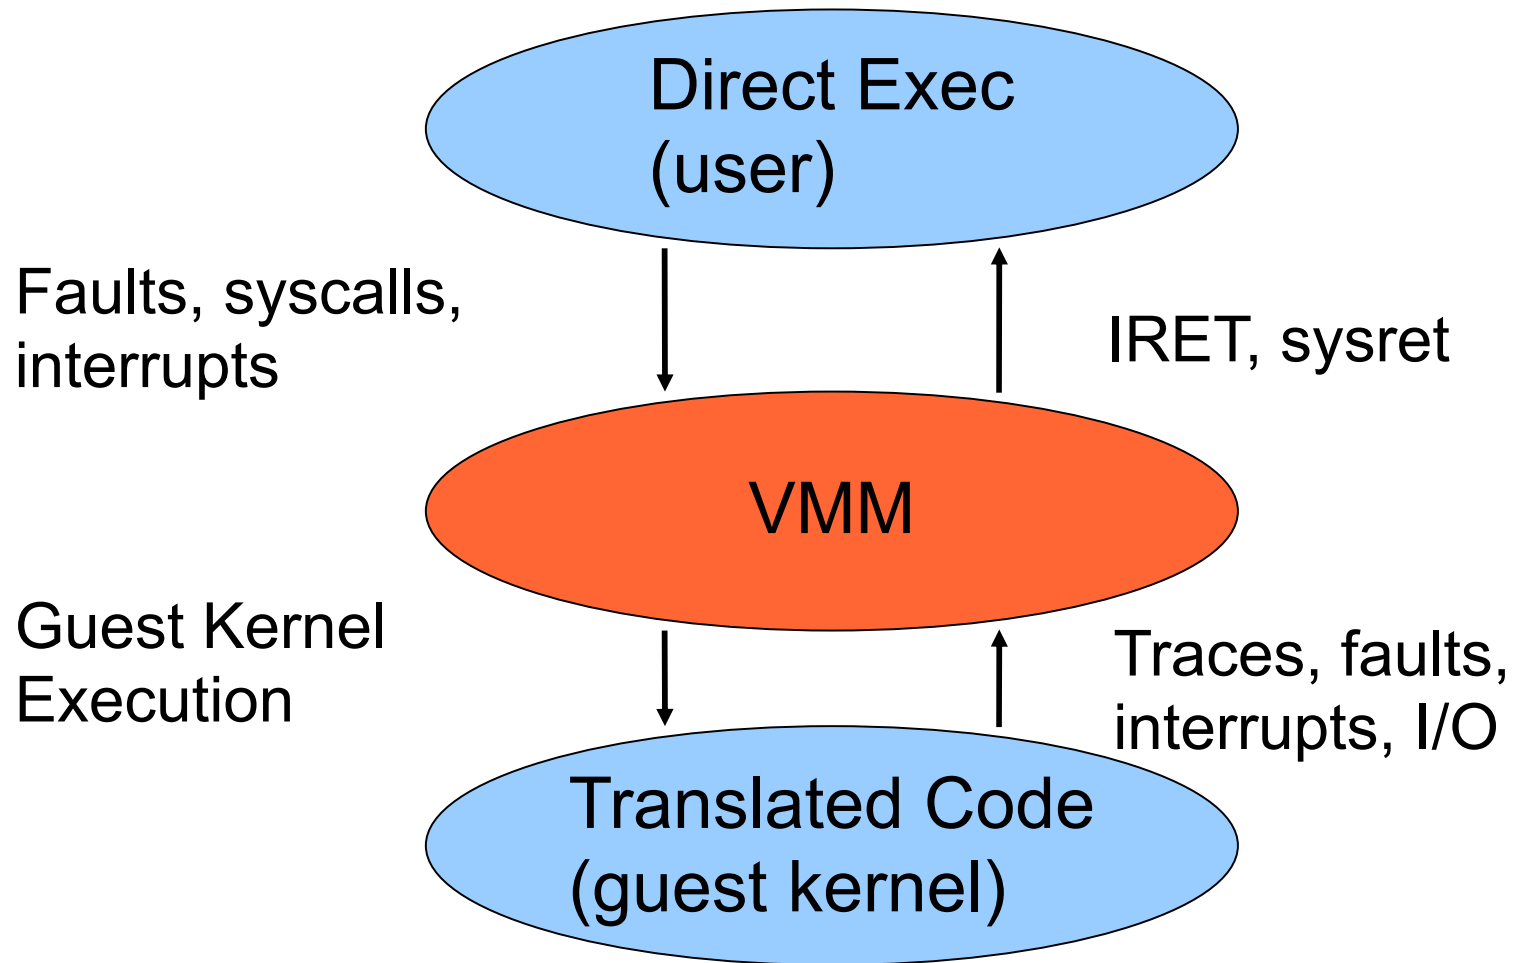 Direct Exec
(user)
Faults, syscalls,
interrupts
IRET, sysret
VMM
Guest Kernel
Execution
Traces, faults,
interrupts, I/O
Translated Code
(guest kernel)